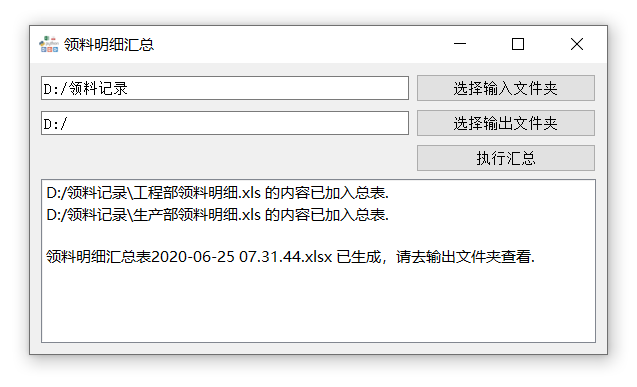 领料明细汇总
D:/领料记录
选择输入文件夹
D:/
选择输出文件夹
执行汇总
D:/领料记录\工程部领料明细.xls 的内容已加入总表.
D:/领料记录\生产部领料明细.xls 的内容已加入总表.
领料明细汇总表2020-06-25 07.31.44.xlsx 已生成，请去输出文件夹查看.